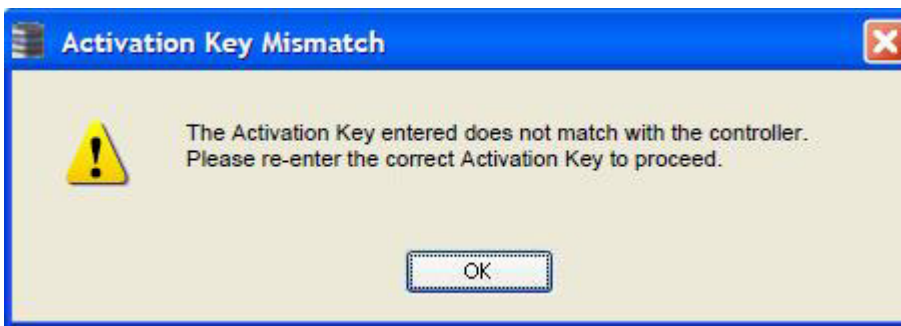 Activation Key Mismatch
The Activation Key entered does not match with the controller.
Please re-enter the correct Activation Key to proceed.
OK